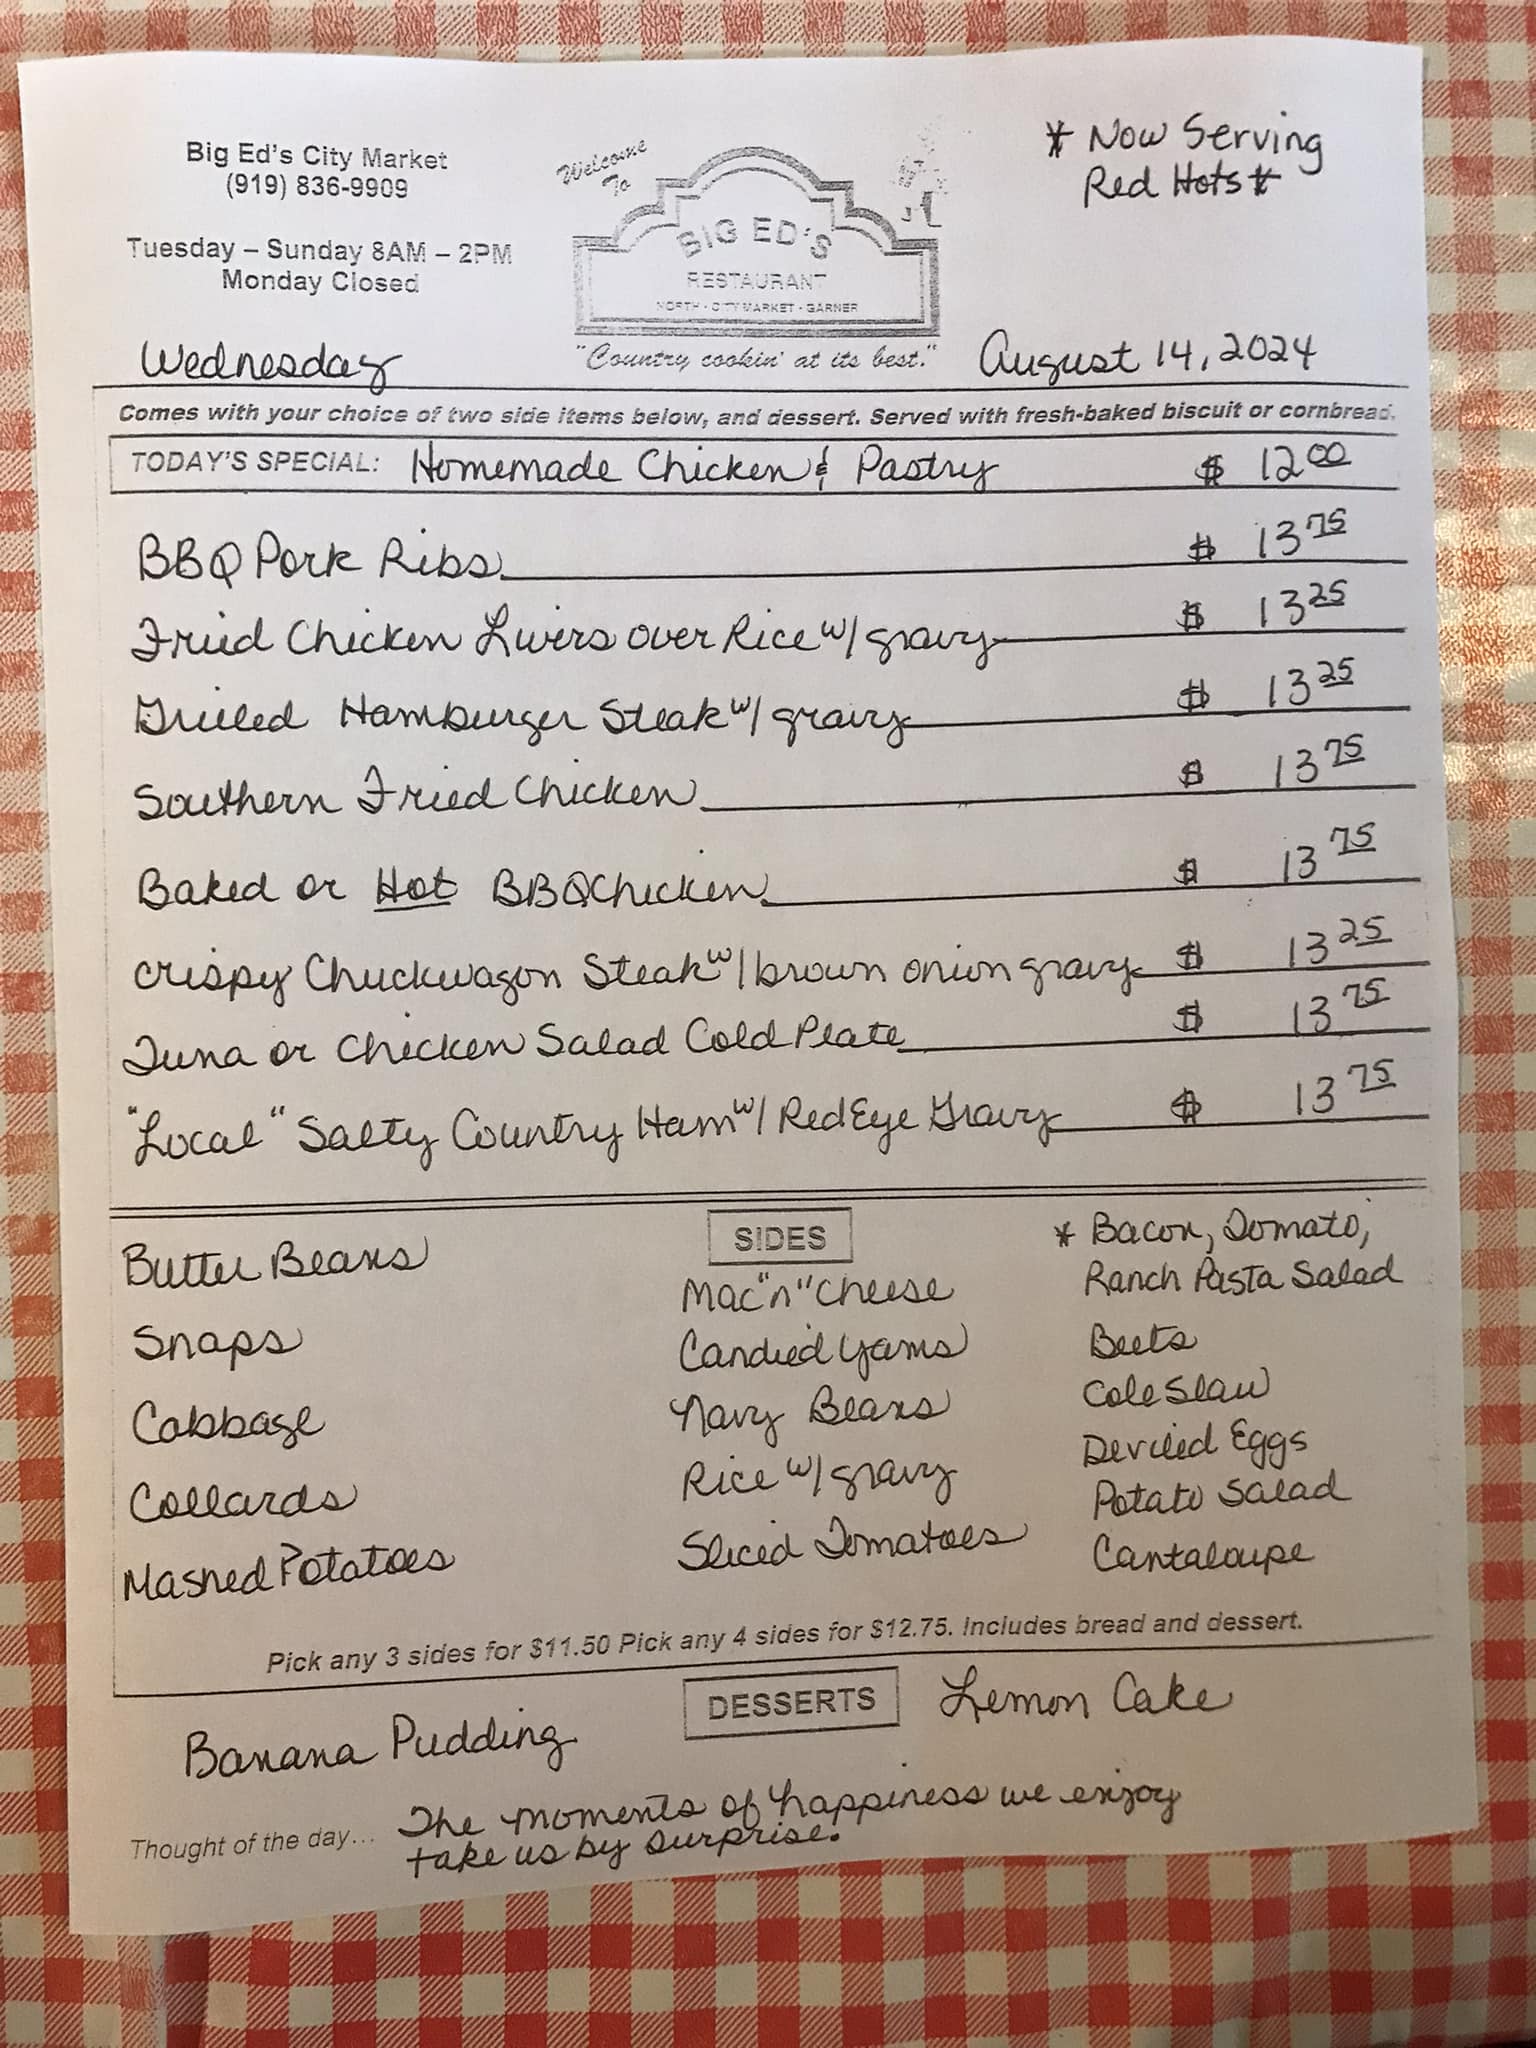 Big Ed's City Market
(919) 836-9909
Tuesday – Sunday 8AM – 2PM
Monday Closed
Welcome
To
BIG ED'S
RESTAURANT
NORTH · CITY MARKET · GARNER
"Country cookin' at its best."
* Now Serving
Red Hots *
Wednesday
August 14, 2024
Comes with your choice of two side items below, and dessert. Served with fresh-baked biscuit or cornbread.
TODAY'S SPECIAL: Homemade Chicken & Pastry $ 12 00
BBQ Pork Ribs $ 13 75
Fried Chicken Livers over Rice w/ gravy $ 13 25
Grilled Hamburger Steak w/ gravy $ 13 25
Southern Fried Chicken $ 13 75
Baked or Hot BBQ Chicken $ 13 75
Crispy Chuckwagon Steak w/ brown onion gravy $ 13 25
Tuna or Chicken Salad Cold Plate $ 13 75
"Local" Salty Country Ham w/ Red Eye Gravy $ 13 75
SIDES
Butter Beans
Snaps
Cabbage
Collards
Mashed Potatoes
Mac "n" Cheese
Candied Yams
Navy Beans
Rice w/ gravy
Sliced Tomatoes
* Bacon, Tomato,
Ranch Pasta Salad
Beets
Cole Slaw
Deviled Eggs
Potato Salad
Cantaloupe
Pick any 3 sides for $11.50 Pick any 4 sides for $12.75. Includes bread and dessert.
DESSERTS
Banana Pudding
Lemon Cake
Thought of the day... The moments of happiness we enjoy
take us by surprise.